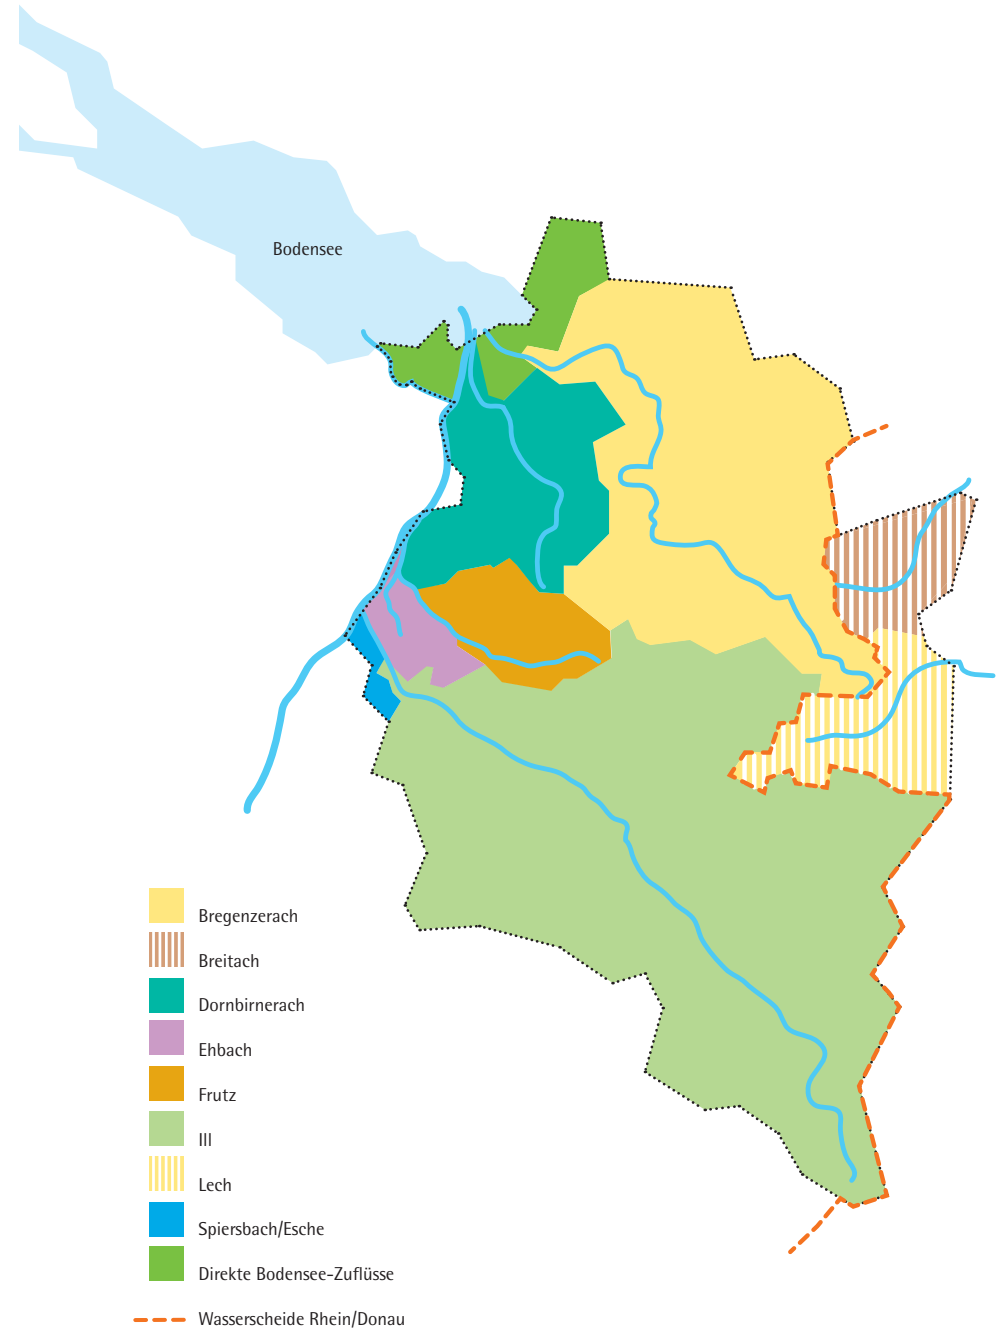 Bodensee
Bregenzerach
Breitach
Dornbirnerach
Ehbach
Frutz
Ill
Lech
Spiersbach/Esche
Direkte Bodensee-Zuflüsse
Wasserscheide Rhein/Donau